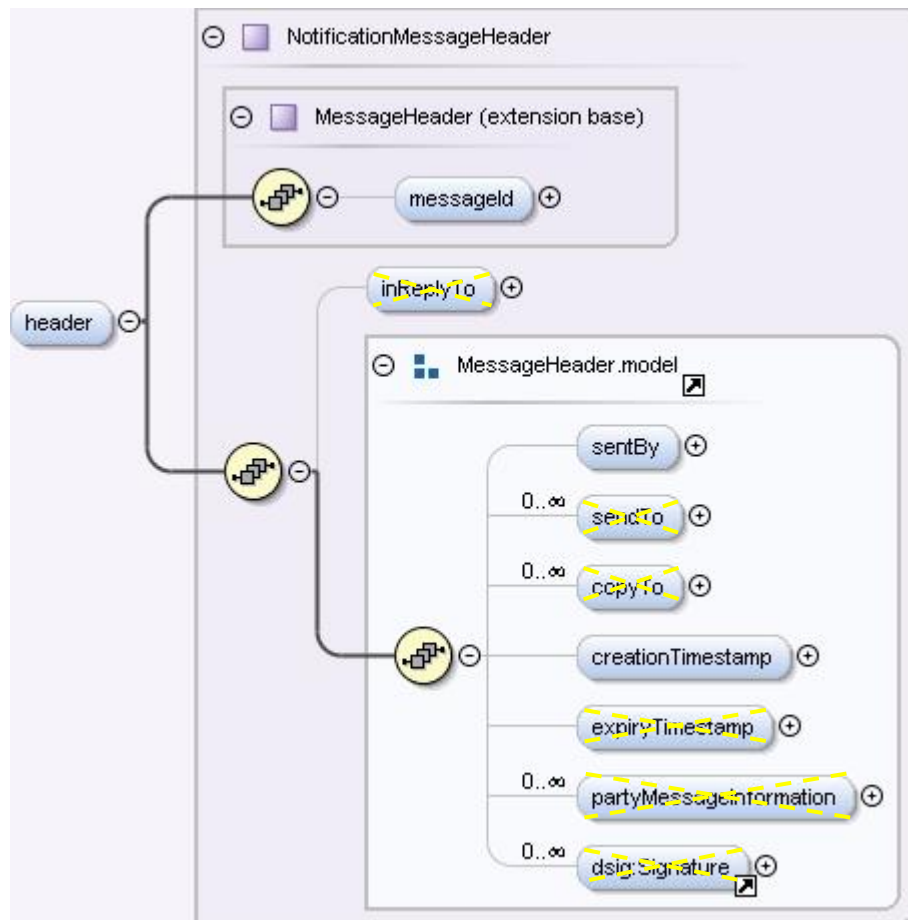 NotificationMessageHeader
MessageHeader (extension base)
messageId
inReplyTo
header
MessageHeader.model
sentBy
0..∞
sendTo
0..∞
copyTo
creationTimestamp
expiryTimestamp
0..∞
partyMessageInformation
0..∞
dsig:Signature